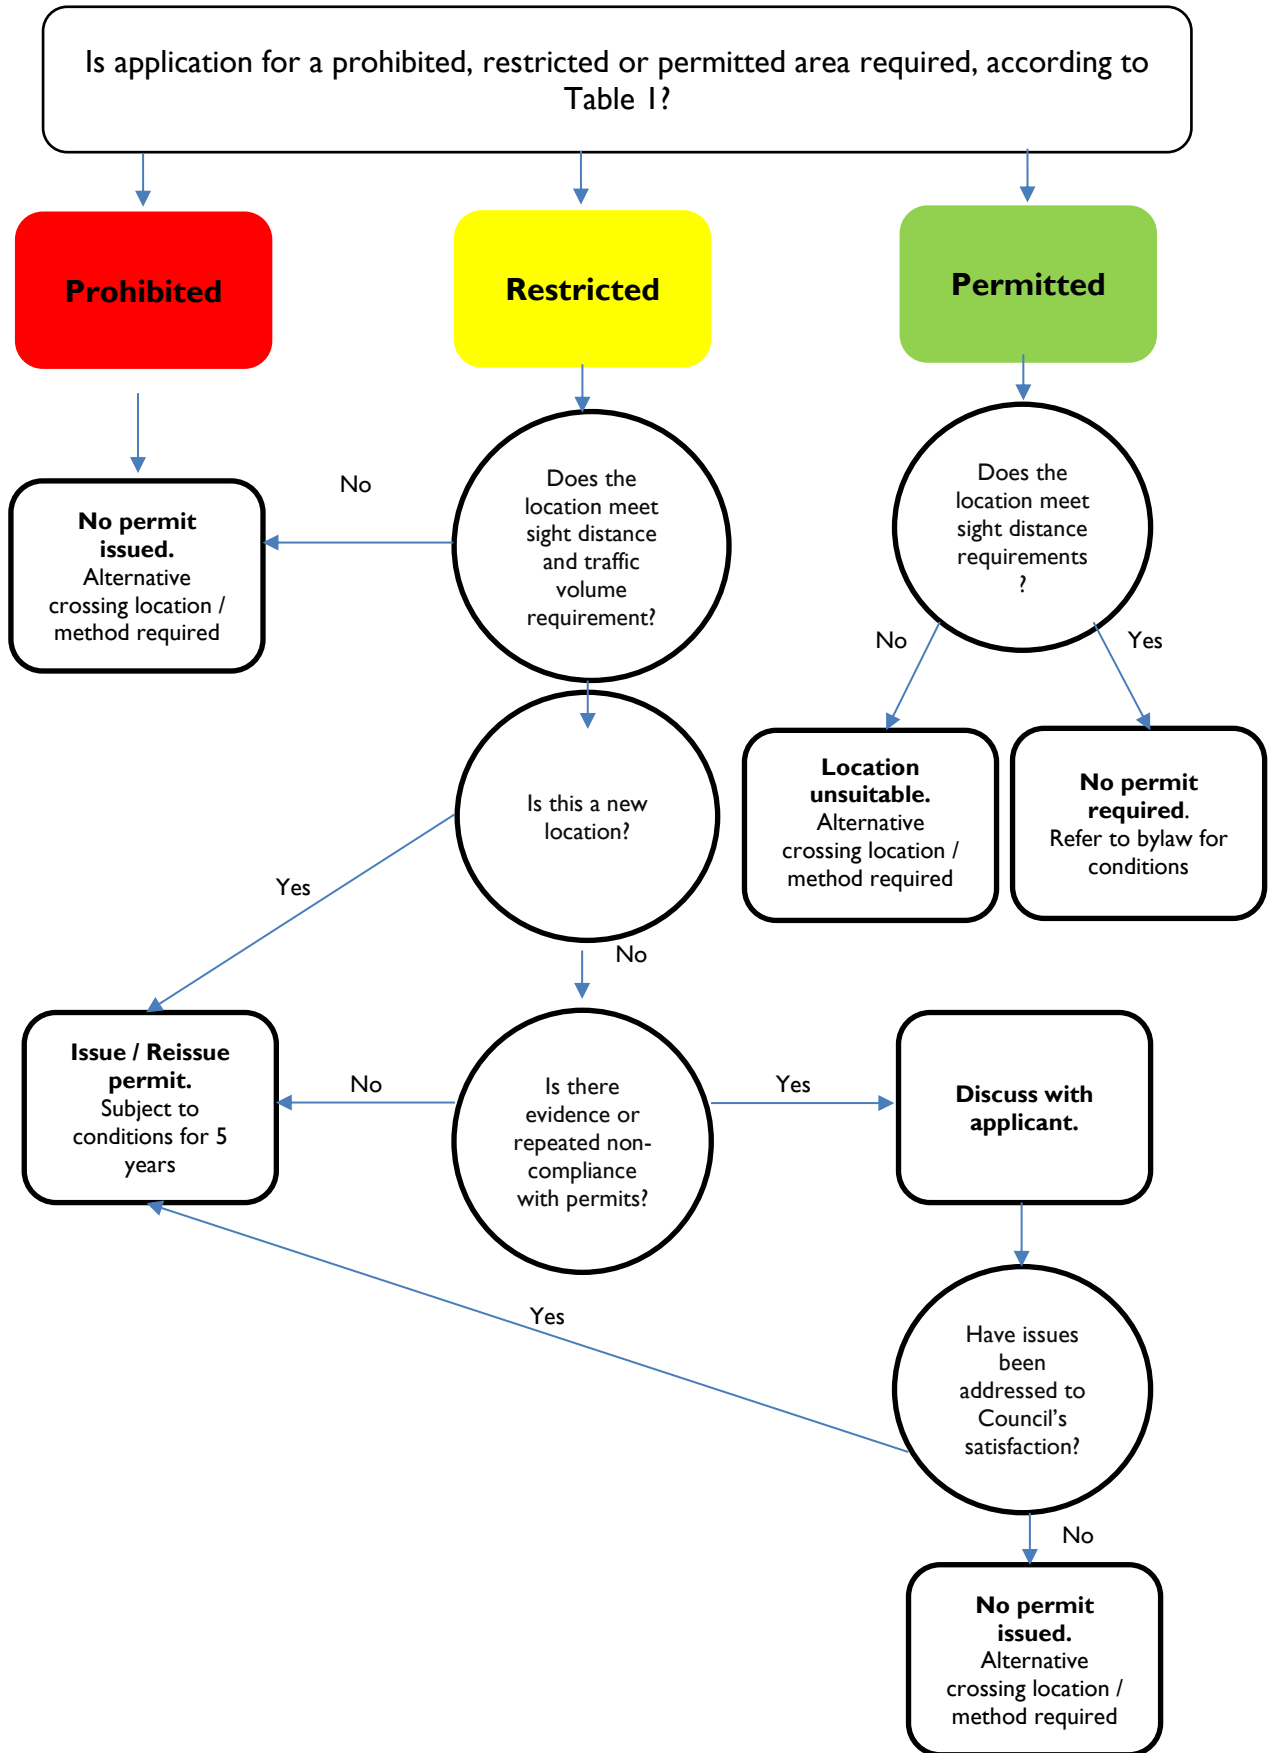 Is application for a prohibited, restricted or permitted area required, according to
Table 1?
Prohibited
Restricted
Permitted
No
Does the
location meet
sight distance
and traffic
volume
requirement?
Does the
location meet
sight distance
requirements
?
No permit
issued.
Alternative
crossing location /
method required
No
Yes
Is this a new
location?
Location
unsuitable.
Alternative
crossing location /
method required
No permit
required.
Refer to bylaw for
conditions
Yes
No
Issue / Reissue
permit.
Subject to
conditions for 5
years
No
Is there
evidence or
repeated non-
compliance
with permits?
Yes
Discuss with
applicant.
Yes
Have issues
been
addressed to
Council’s
satisfaction?
No
No permit
issued.
Alternative
crossing location /
method required